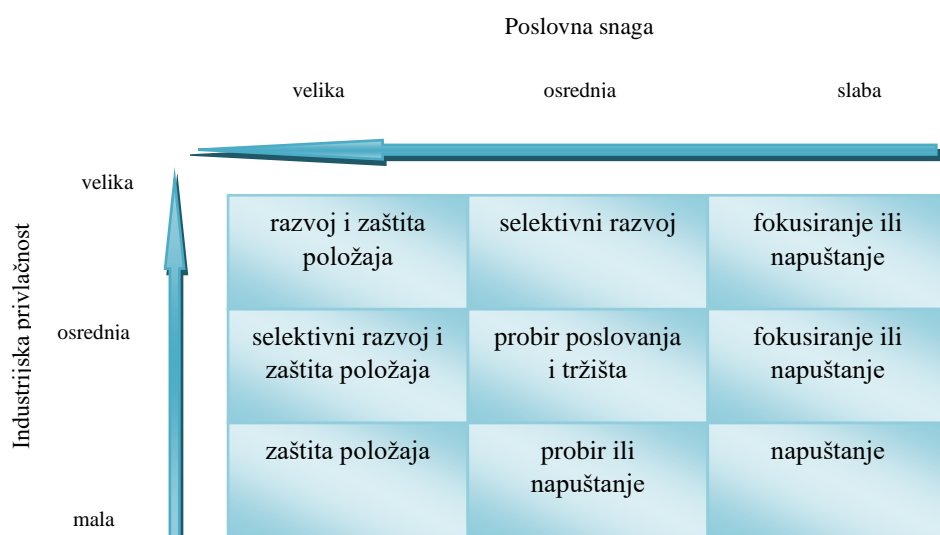 Poslovna snaga
velika osrednja slaba
velika
Industrijska privlačnost
osrednja
mala
razvoj i zaštita
položaja
selektivni razvoj
fokusiranje ili
napuštanje
selektivni razvoj i
zaštita položaja
probir poslovanja
i tržišta
fokusiranje ili
napuštanje
zaštita položaja
probir ili
napuštanje
napuštanje